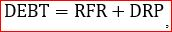 DEBT = RFR + DRP.